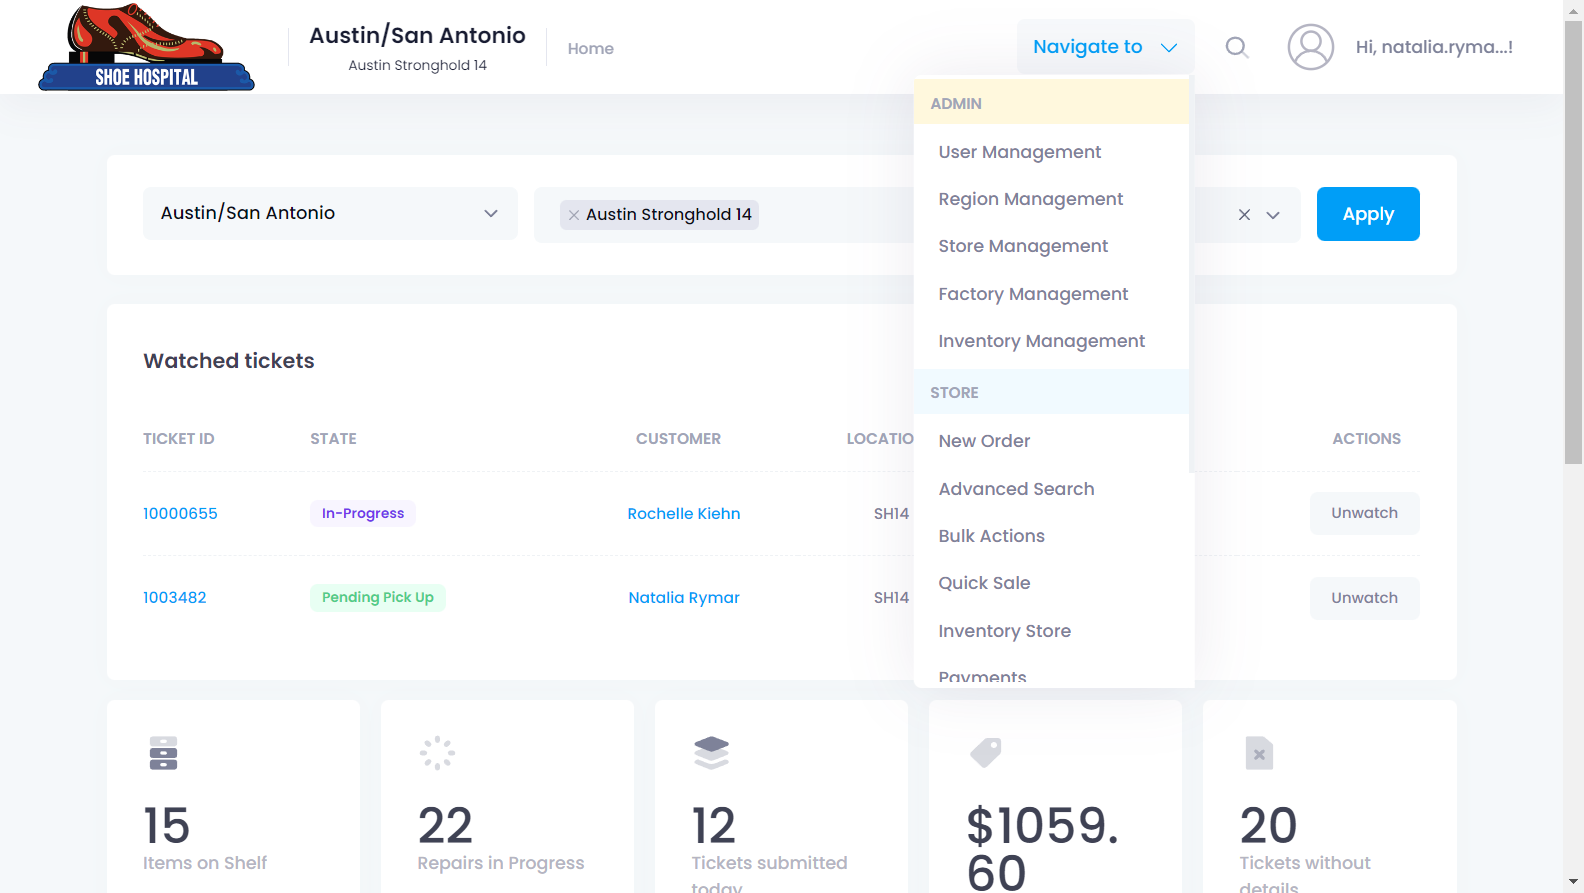 SHOE HOSPITAL
Austin/San Antonio
Austin Stronghold 14
Home
Navigate to
Hi, natalia.ryma...!
ADMIN
User Management
Region Management
Store Management
Factory Management
Inventory Management
STORE
New Order
Advanced Search
Bulk Actions
Quick Sale
Inventory Store
Payments
Austin/San Antonio
Austin Stronghold 14
Apply
Watched tickets
TICKET ID STATE CUSTOMER LOCATIO ACTIONS
10000655 In-Progress Rochelle Kiehn SH14 Unwatch
1003482 Pending Pick Up Natalia Rymar SH14 Unwatch
15
Items on Shelf
22
Repairs in Progress
12
Tickets submitted
today
$1059.
60
20
Tickets without
details